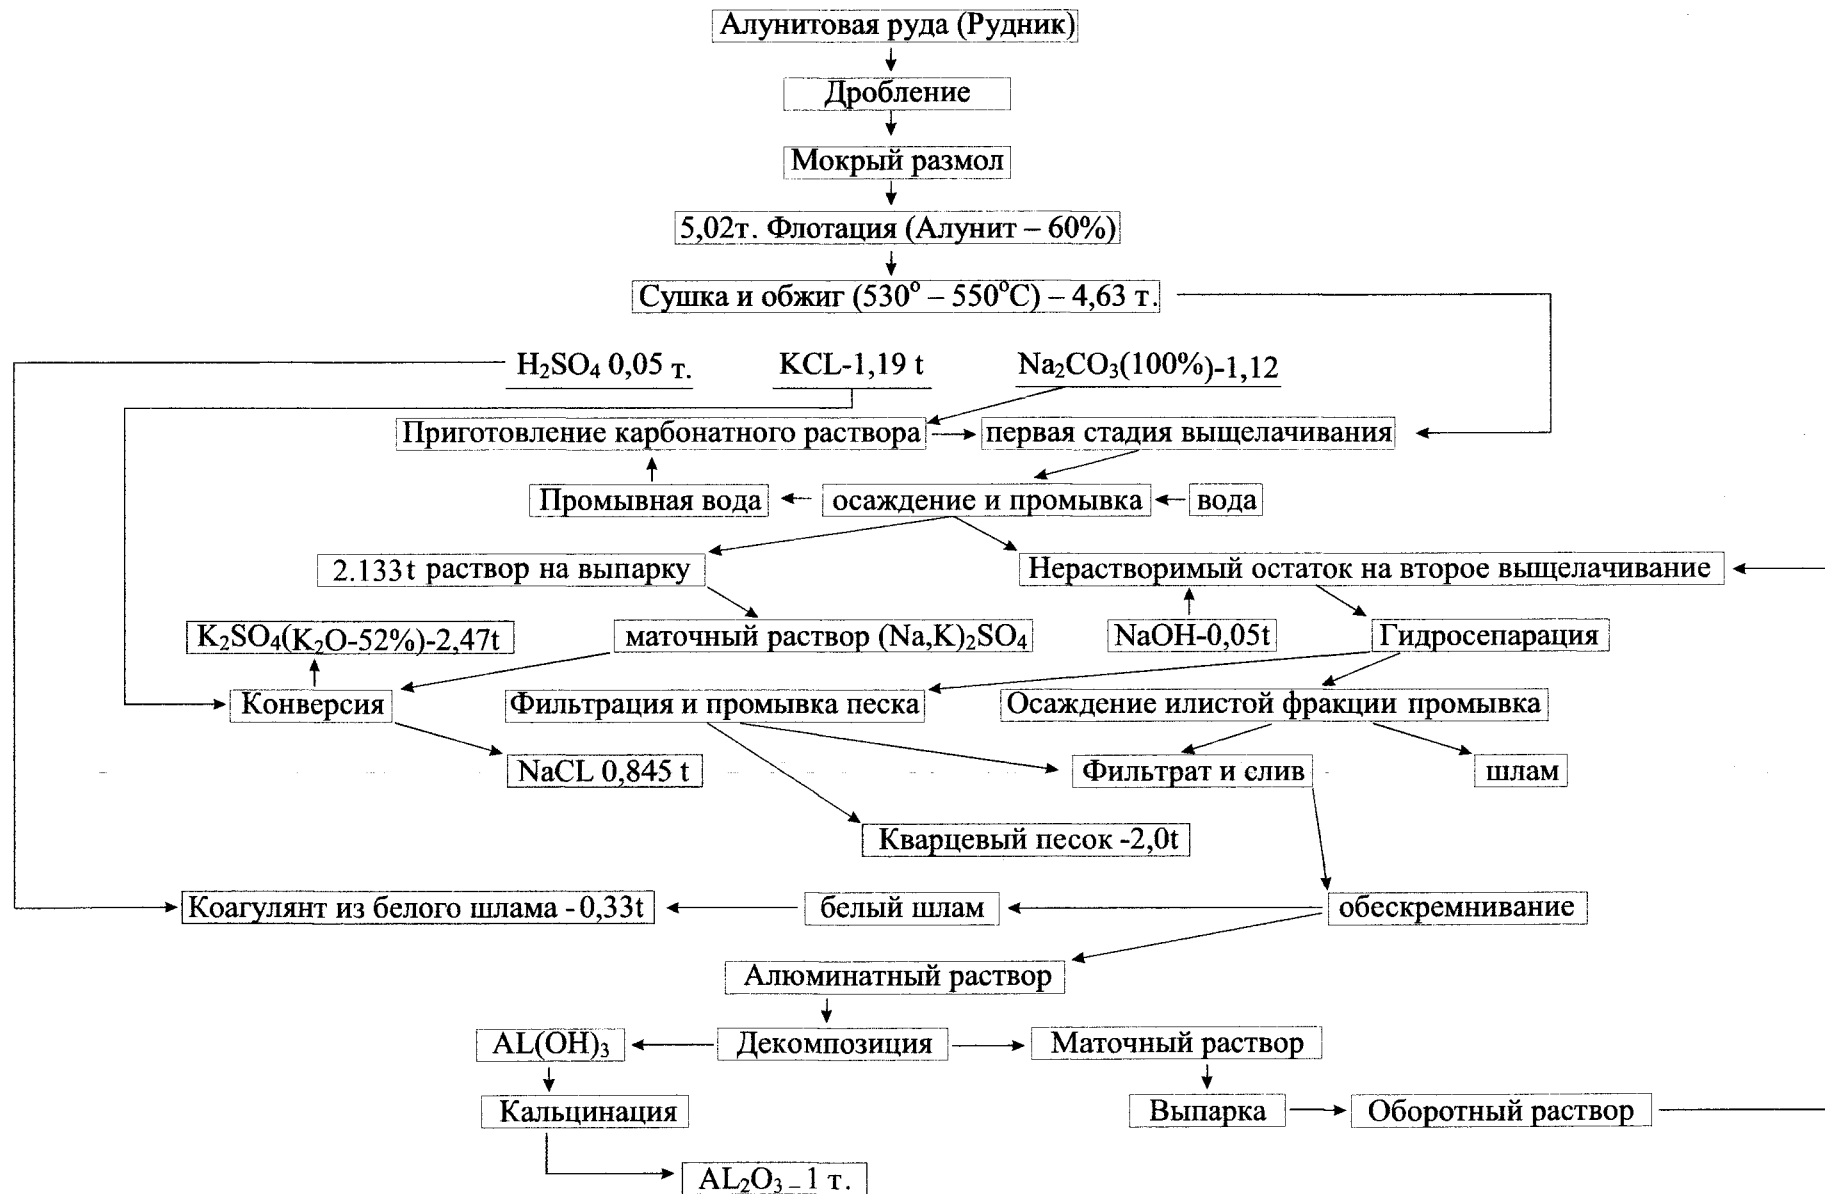 Алунитовая руда (Рудник)
Дробление
Мокрый размол
5,02т. Флотация (Алунит – 60%)
Сушка и обжиг (530° – 550°С) – 4,63 т.
H₂SO₄ 0,05 т.
KCL-1,19 t
Na₂CO₃(100%)-1,12
Приготовление карбонатного раствора
первая стадия выщелачивания
Промывная вода
осаждение и промывка
вода
2.133t раствор на выпарку
Нерастворимый остаток на второе выщелачивание
K₂SO₄(K₂O-52%)-2,47t
маточный раствор (Na,K)₂SO₄
NaOH-0,05t
Гидросепарация
Конверсия
Фильтрация и промывка песка
Осаждение илистой фракции промывка
NaCL 0,845 t
Фильтрат и слив
шлам
Кварцевый песок -2,0t
Коагулянт из белого шлама - 0,33t
белый шлам
обескремнивание
Алюминатный раствор
AL(OH)₃
Декомпозиция
Маточный раствор
Кальцинация
Выпарка
Оборотный раствор
AL₂O₃ – 1 т.